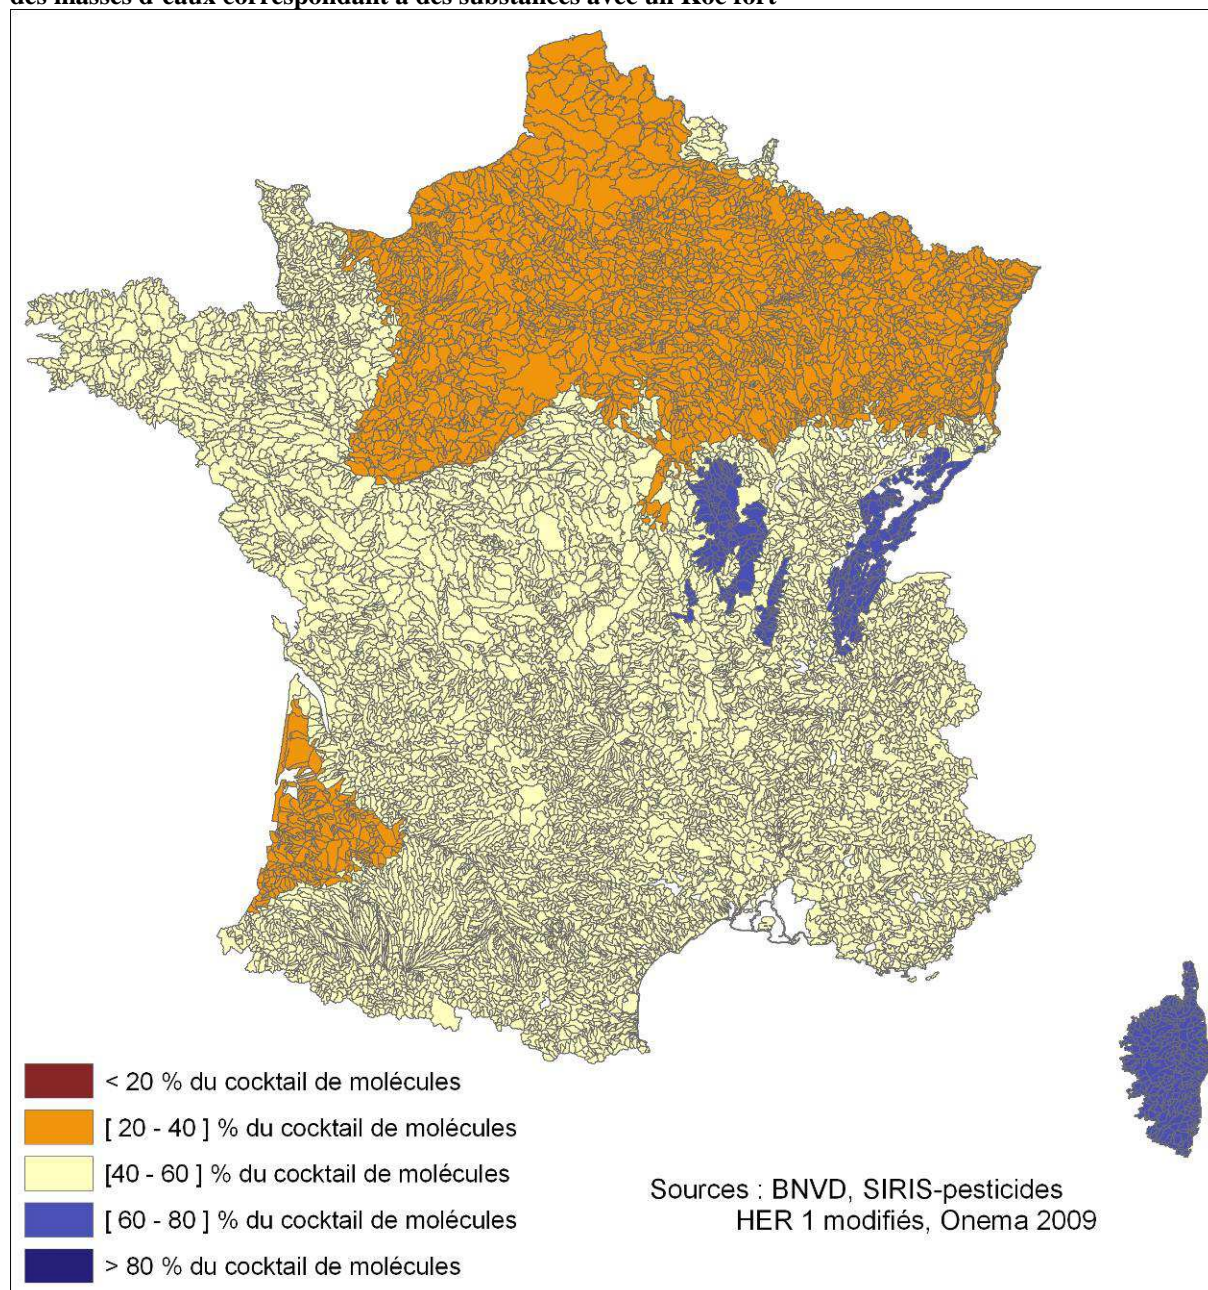 des masses d'eaux correspondant à des substances avec un Koc fort
< 20 % du cocktail de molécules
[ 20 - 40 ] % du cocktail de molécules
[40 - 60 ] % du cocktail de molécules
[ 60 - 80 ] % du cocktail de molécules
> 80 % du cocktail de molécules
Sources : BNVD, SIRIS-pesticides
HER 1 modifiés, Onema 2009